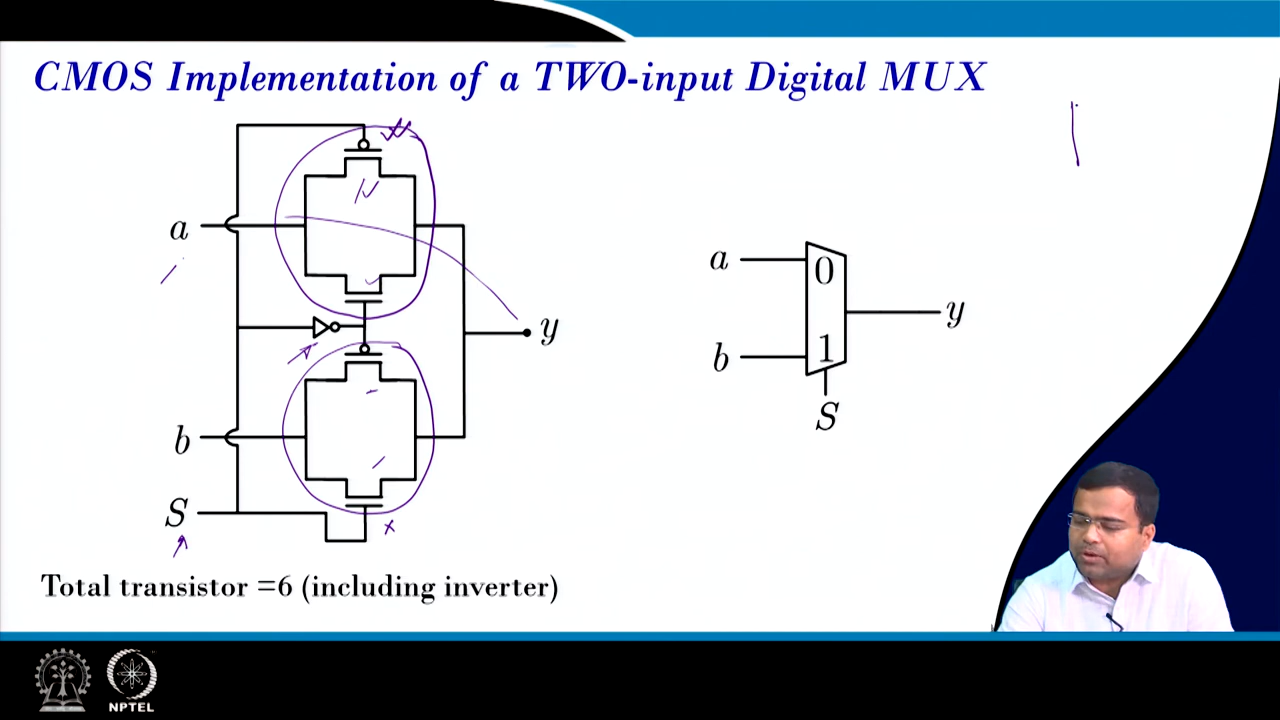 CMOS Implementation of a TWO-input Digital MUX
a
b
S
y
a
b
0
1
S
y
Total transistor =6 (including inverter)
NPTEL